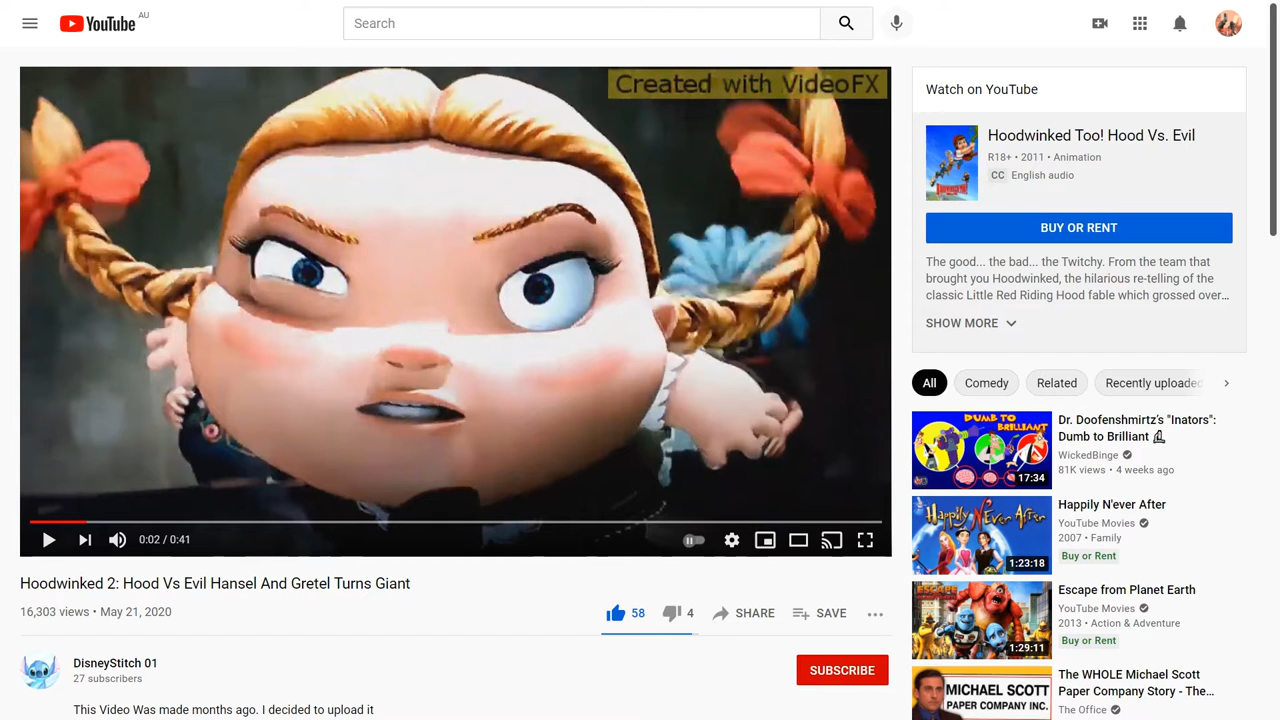 YouTube AU
Search
Created with VideoFX
0:02 / 0:41
Hoodwinked 2: Hood Vs Evil Hansel And Gretel Turns Giant
16,303 views • May 21, 2020
58
4
SHARE
SAVE
DisneyStitch 01
27 subscribers
SUBSCRIBE
This Video Was made months ago. I decided to upload it
Watch on YouTube
Hoodwinked Too! Hood Vs. Evil
R18+ • 2011 • Animation
CC English audio
BUY OR RENT
The good... the bad... the Twitchy. From the team that
brought you Hoodwinked, the hilarious re-telling of the
classic Little Red Riding Hood fable which grossed over...
SHOW MORE
All
Comedy
Related
Recently uploaded
DUMB TO
BRILLIANT
17:34
Dr. Doofenshmirtz's "Inators":
Dumb to Brilliant
WickedBinge
81K views • 4 weeks ago
Happily N'ever After
1:23:18
Happily N'ever After
YouTube Movies
2007 • Family
Buy or Rent
ESCAPE
1:29:11
Escape from Planet Earth
YouTube Movies
2013 • Action & Adventure
Buy or Rent
MICHAEL SCOTT
PAPER COMPANY INC.
The WHOLE Michael Scott
Paper Company Story - The...
The Office